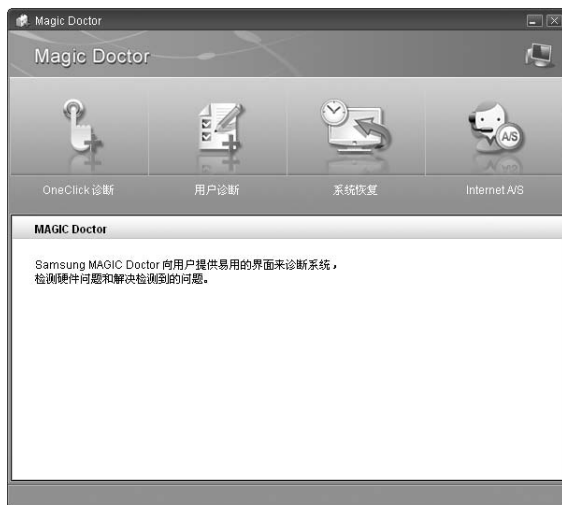 Magic Doctor
Magic Doctor
A/S
OneClick 诊断
用户诊断
系统恢复
Internet A/S
MAGIC Doctor
Samsung MAGIC Doctor 向用户提供易用的界面来诊断系统，
检测硬件问题和解决检测到的问题。